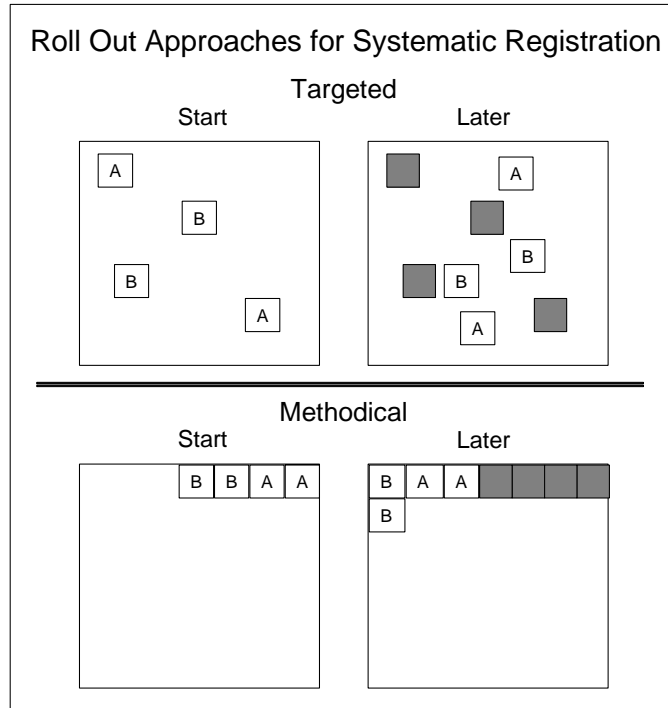 Roll Out Approaches for Systematic Registration
Targeted
Start
Later
A
A
B
B
B
B
A
A
Methodical
Start
Later
B B A A
B A A
B